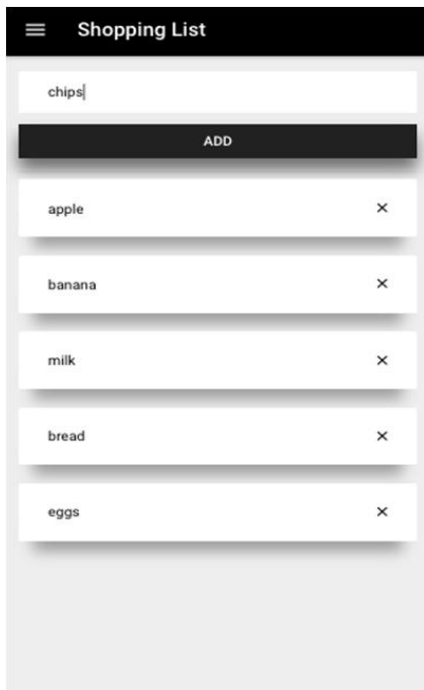 Shopping List
chips
ADD
apple
banana
milk
bread
eggs